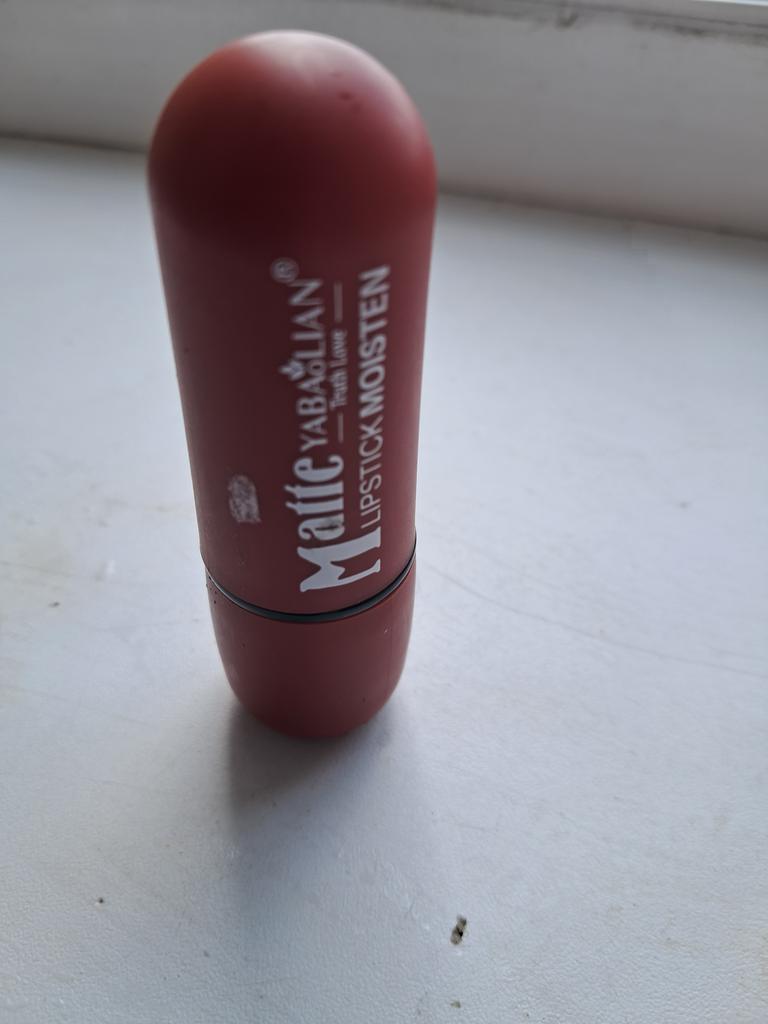 Matte YABAOLIAN®
Truth Love
LIPSTICK MOISTEN